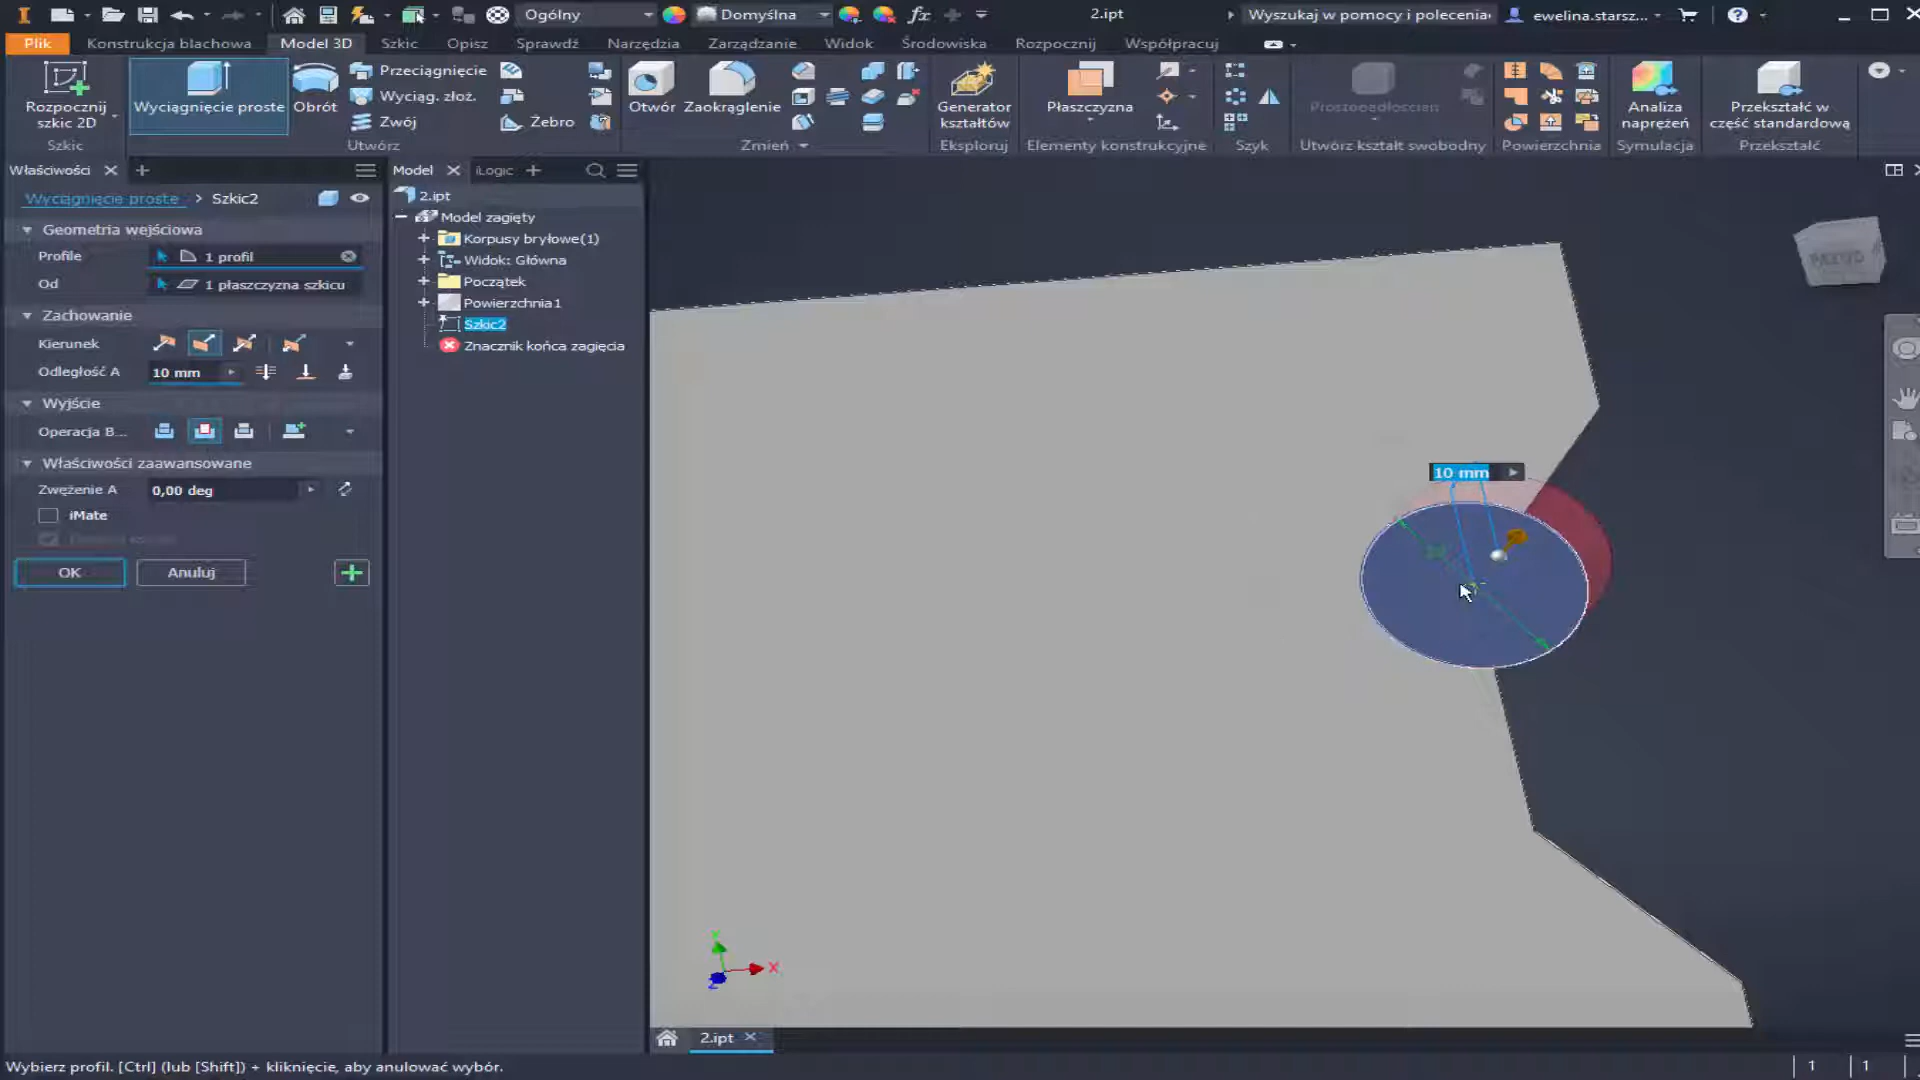 Ogólny
Domyślna
2.ipt
Wyszukaj w pomocy i polecenia
ewelina.starsz...
Plik
Konstrukcja blachowa
Model 3D
Szkic
Opisz
Sprawdź
Narzędzia
Zarządzanie
Widok
Środowiska
Rozpocznij
Współpracuj
Rozpocznij
szkic 2D
Wyciągnięcie proste
Obrót
Przeciągnięcie
Wyciąg. złoż.
Zwój
Żebro
Otwór
Zaokrąglenie
Generator
kształtów
Płaszczyzna
Analiza
naprężeń
Przekształć w
część standardową
Szkic
Utwórz
Zmień
Eksploruj
Elementy konstrukcyjne
Szyk
Utwórz kształt swobodny
Powierzchnia
Symulacja
Przekształć
Właściwości
Wyciągnięcie proste > Szkic2
Geometria wejściowa
Profile
1 profil
Od
1 płaszczyzna szkicu
Zachowanie
Kierunek
Odległość A
10 mm
Wyjście
Operacja B...
Właściwości zaawansowane
Zwężenie A
0,00 deg
iMate
OK
Anuluj
Model
iLogic
2.ipt
Model zagięty
Korpusy bryłowe(1)
Widok: Główna
Początek
Powierzchnia1
Szkic2
Znacznik końca zagięcia
10 mm
Y
X
Z
2.ipt
Wybierz profil. [Ctrl] (lub [Shift]) + kliknięcie, aby anulować wybór.
1
1